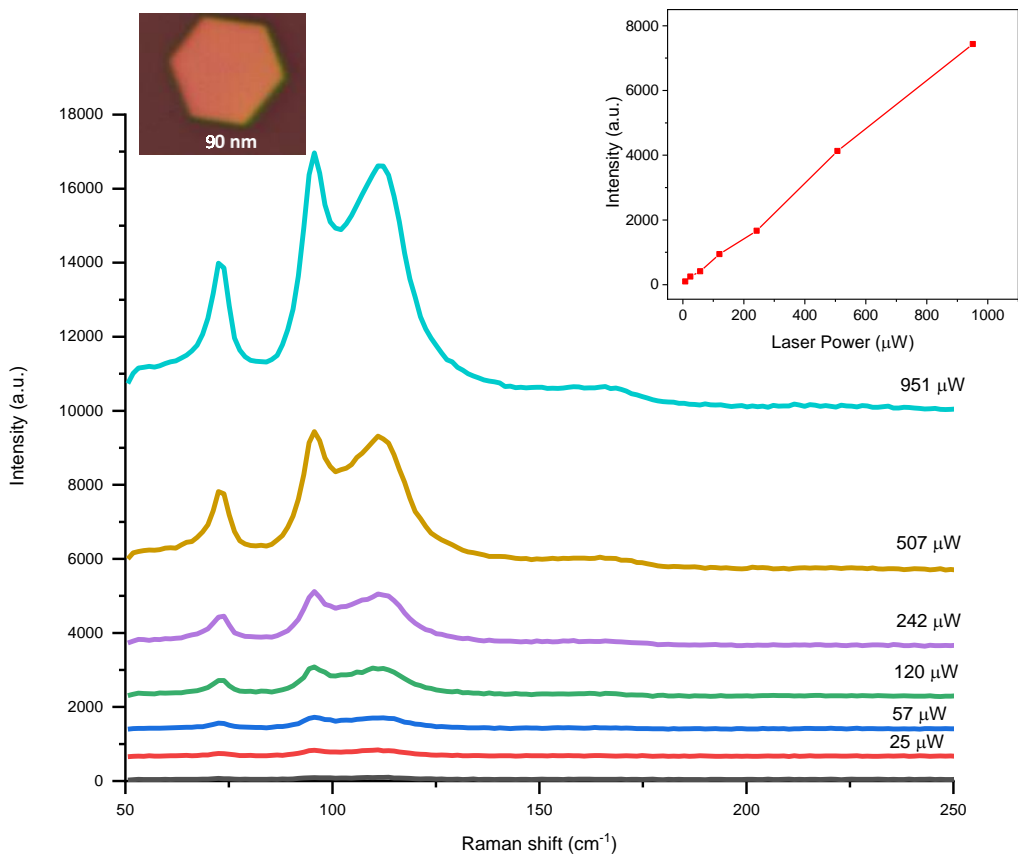 90 nm
18000
16000
14000
12000
10000
8000
6000
4000
2000
0
Intensity (a.u.)
50
100
150
200
250
Raman shift (cm⁻¹)
951 μW
507 μW
242 μW
120 μW
57 μW
25 μW
8000
6000
4000
2000
0
Intensity (a.u.)
0
200
400
600
800
1000
Laser Power (μW)